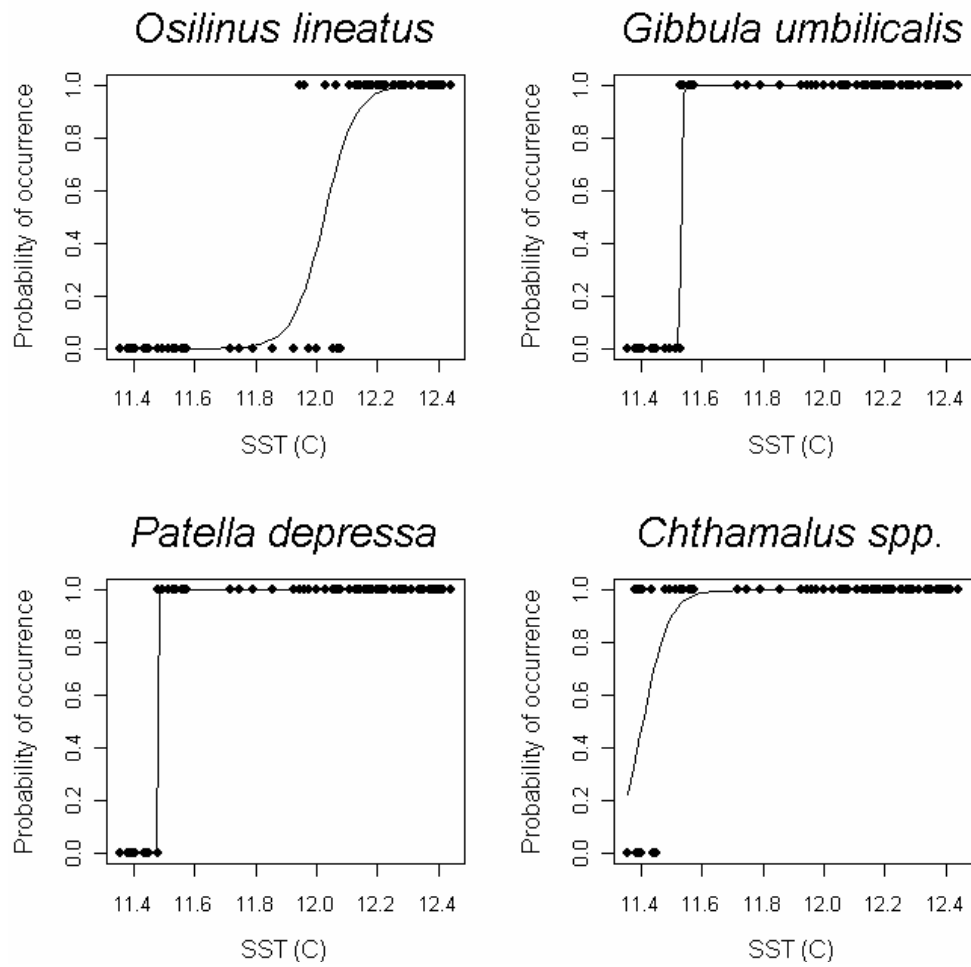 Osilinus lineatus
Probability of occurrence
0.0 0.2 0.4 0.6 0.8 1.0
11.4 11.6 11.8 12.0 12.2 12.4
SST (C)
Gibbula umbilicalis
Probability of occurrence
0.0 0.2 0.4 0.6 0.8 1.0
11.4 11.6 11.8 12.0 12.2 12.4
SST (C)
Patella depressa
Probability of occurrence
0.0 0.2 0.4 0.6 0.8 1.0
11.4 11.6 11.8 12.0 12.2 12.4
SST (C)
Chthamalus spp.
Probability of occurrence
0.0 0.2 0.4 0.6 0.8 1.0
11.4 11.6 11.8 12.0 12.2 12.4
SST (C)